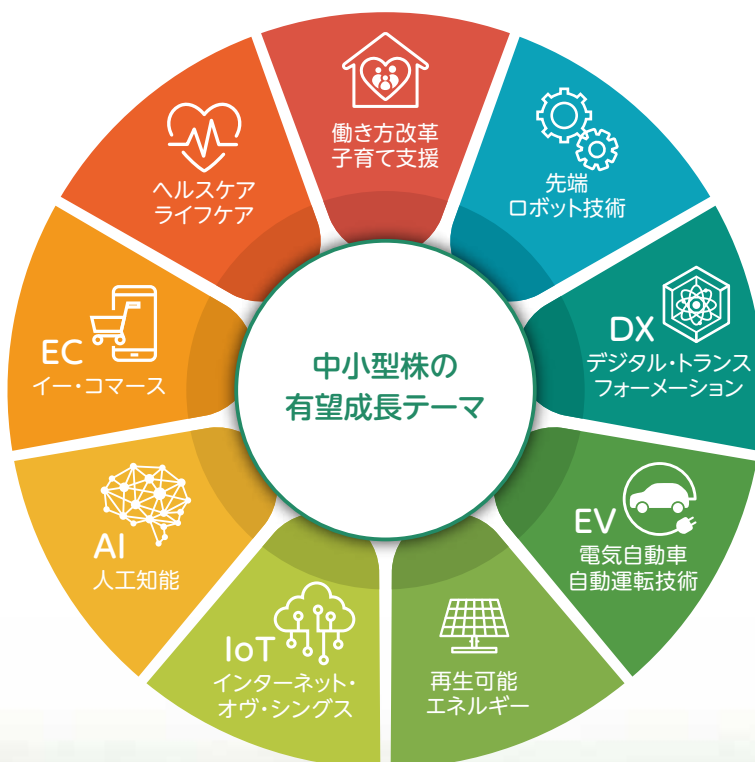 中小型株の
有望成長テーマ
働き方改革
子育て支援
先端
ロボット技術
DX
デジタル・トランス
フォーメーション
EV
電気自動車
自動運転技術
再生可能
エネルギー
IoT
インターネット・
オヴ・シングス
AI
人工知能
EC
イー・コマース
ヘルスケア
ライフケア